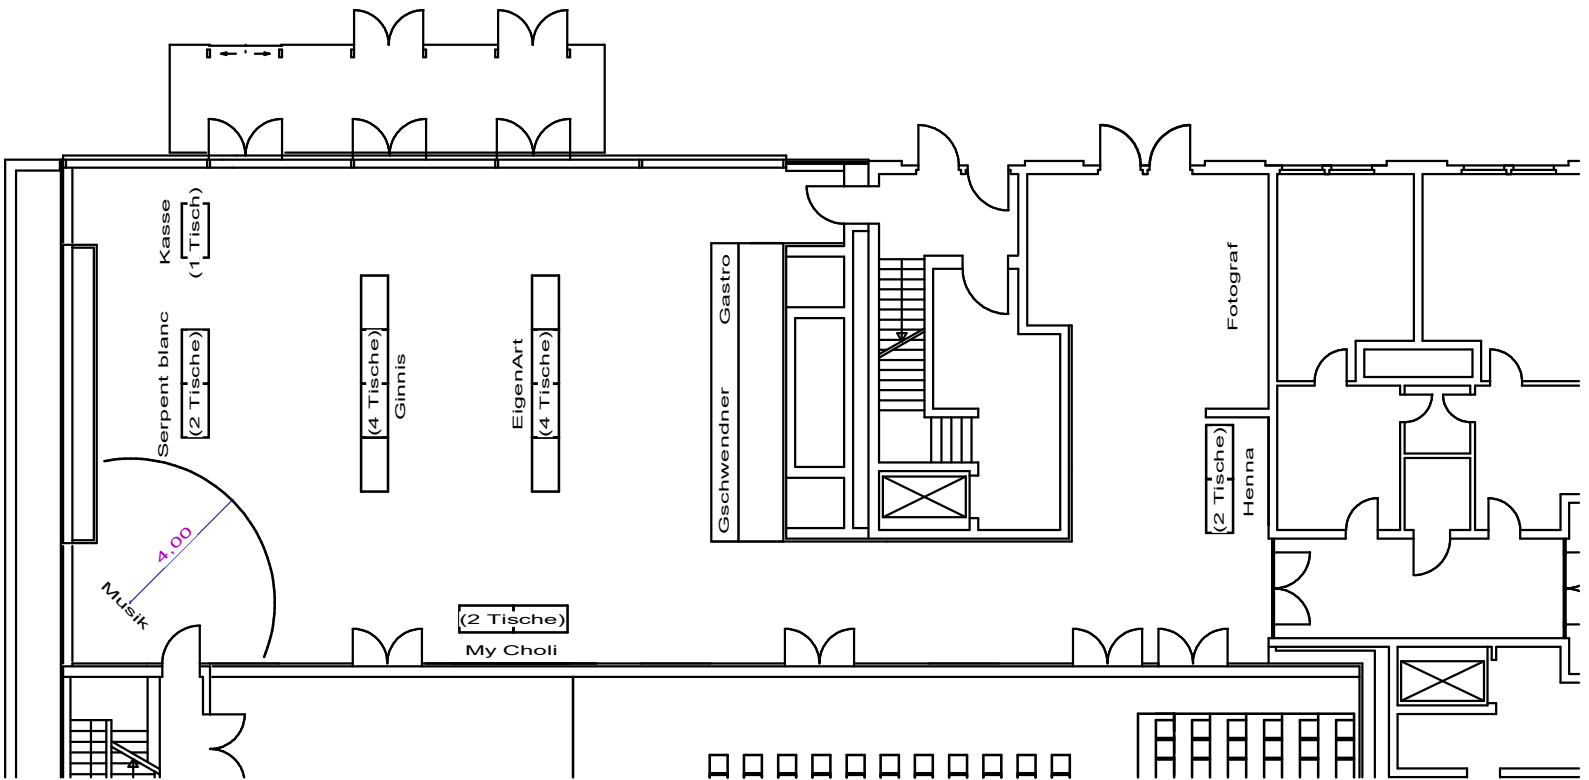 Kasse
(1 Tisch)
Serpent blanc
(2 Tische)
(4 Tische)
Ginnis
EigenArt
(4 Tische)
Gschwendner
Gastro
Fotograf
(2 Tische)
Henna
4,00
Musik
(2 Tische)
My Choli